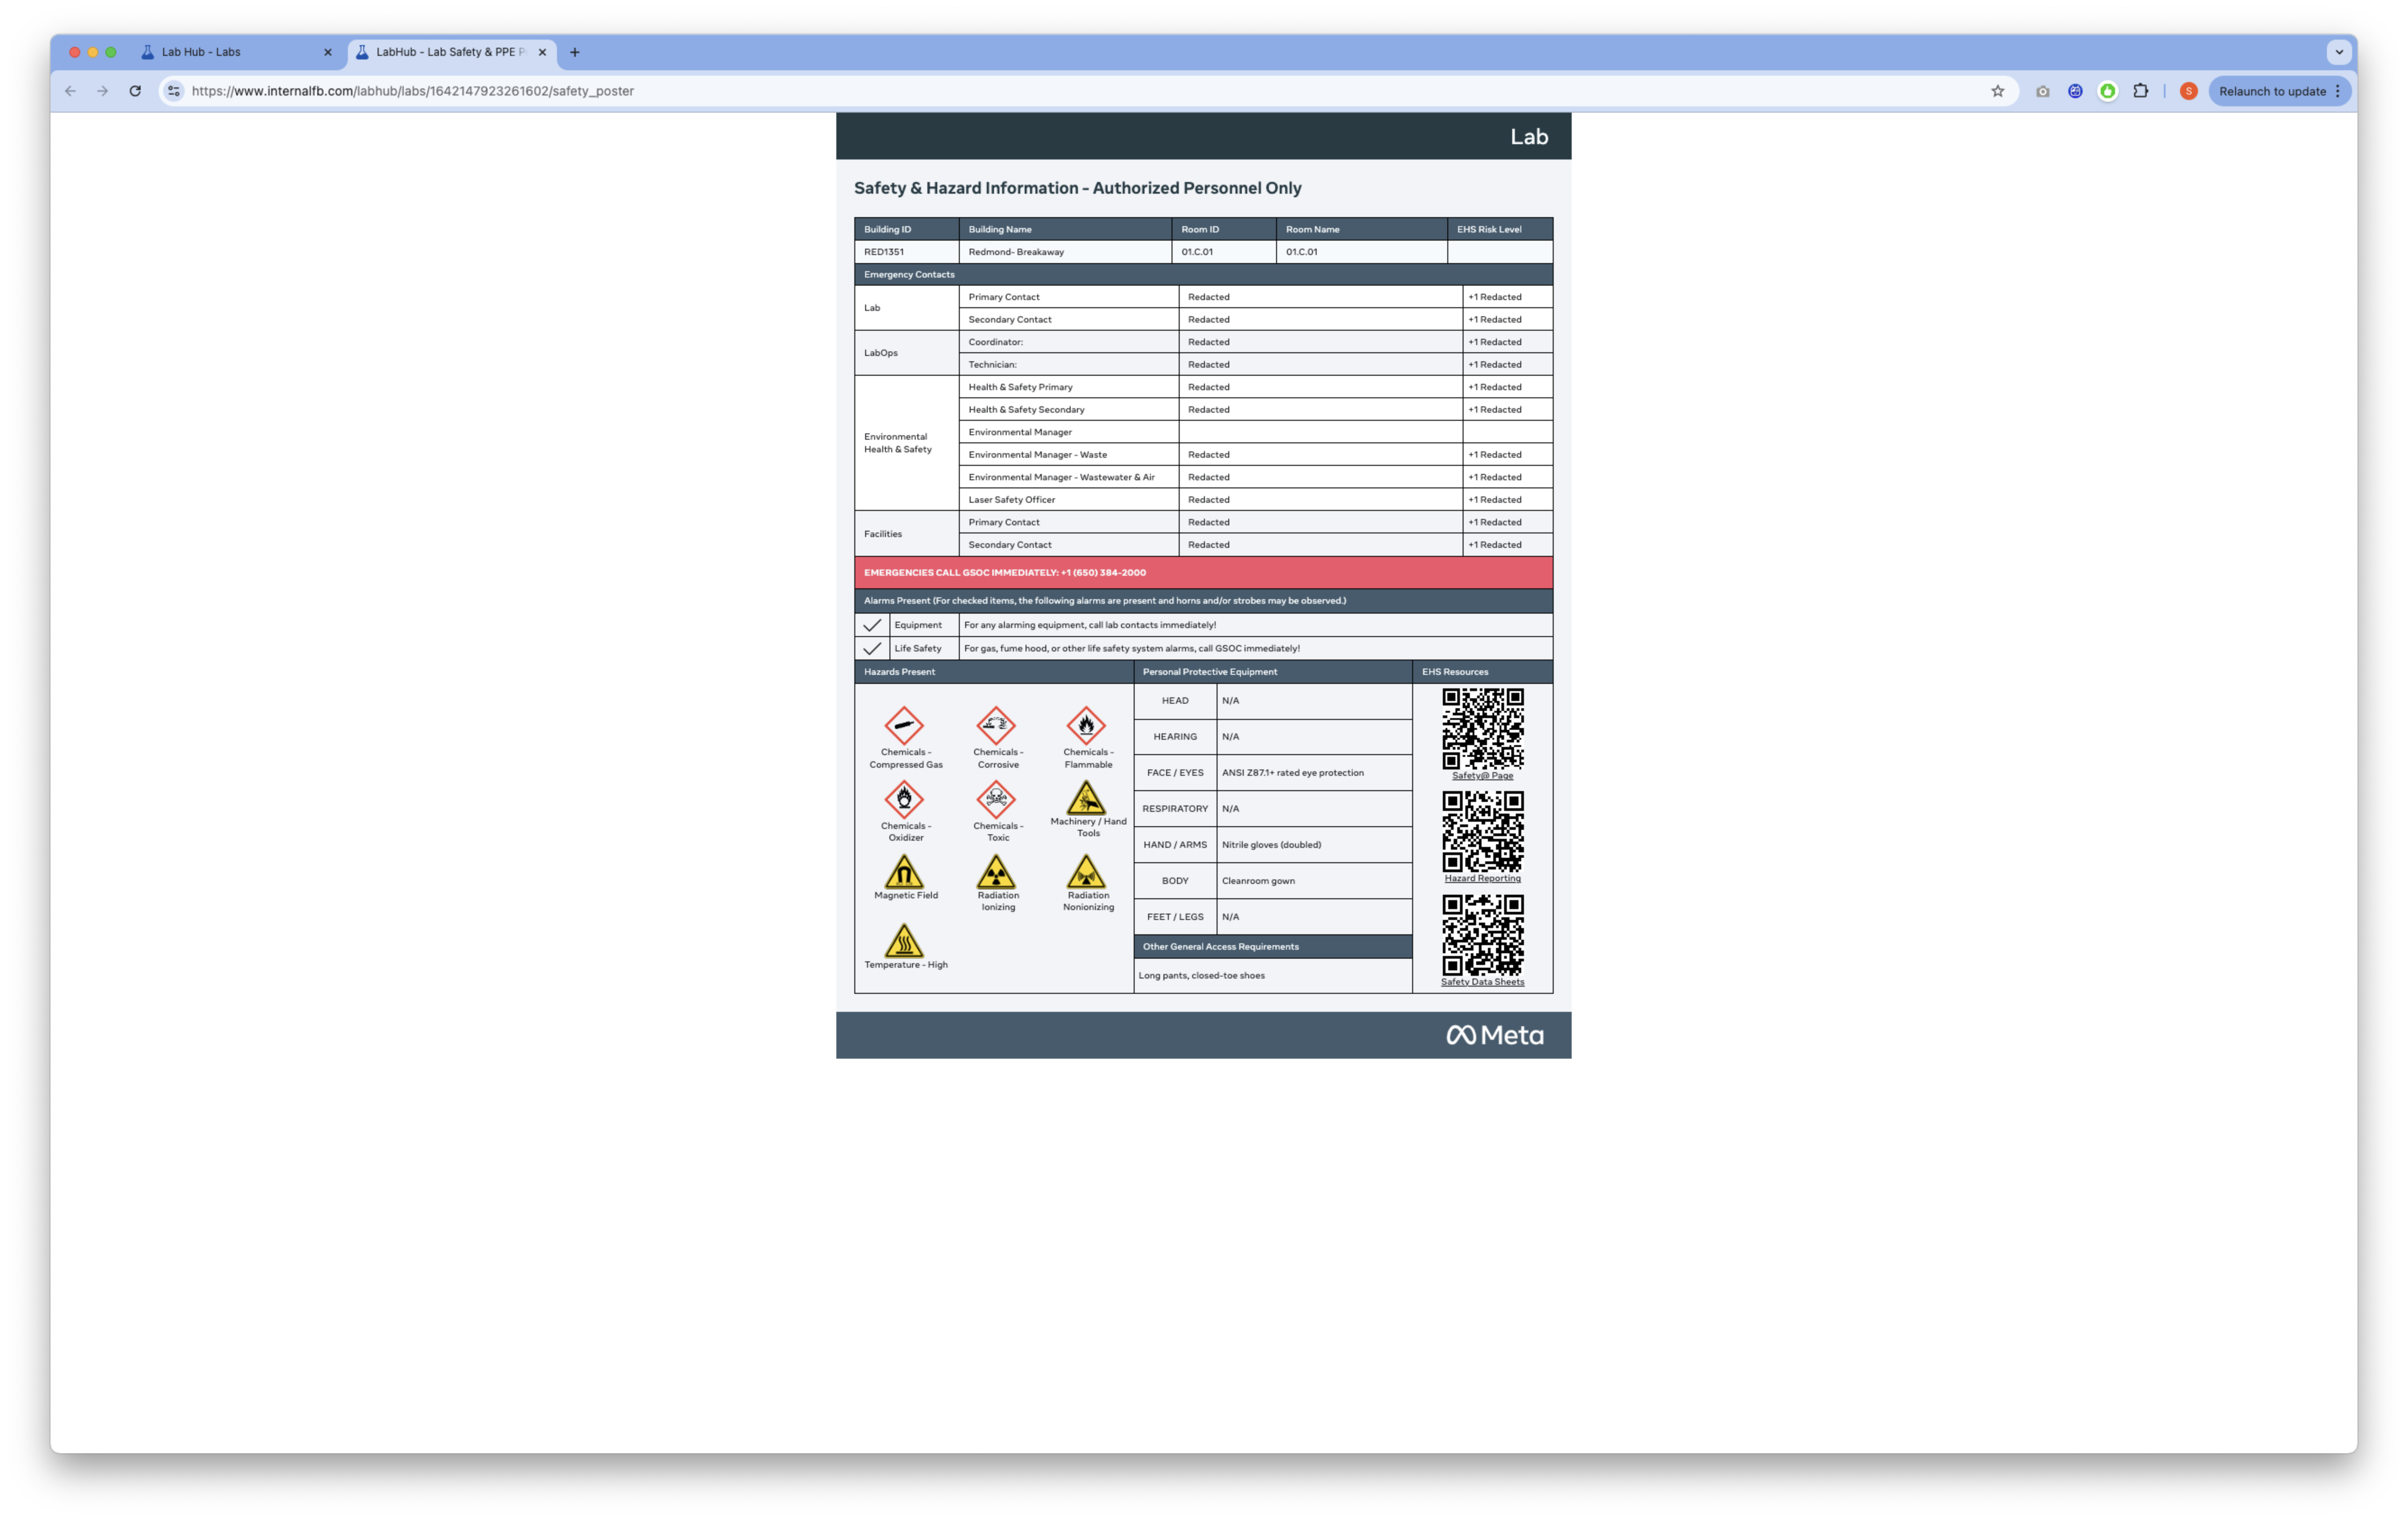 Lab Hub - Labs
LabHub - Lab Safety & PPE P
https://www.internalfb.com/labhub/labs/1642147923261602/safety_poster
S
Relaunch to update
Lab
Safety & Hazard Information - Authorized Personnel Only
Building ID Building Name Room ID Room Name EHS Risk Level
RED1351 Redmond- Breakaway 01.C.01 01.C.01
Emergency Contacts
Lab
Primary Contact Redacted +1 Redacted
Secondary Contact Redacted +1 Redacted
LabOps
Coordinator: Redacted +1 Redacted
Technician: Redacted +1 Redacted
Environmental
Health & Safety
Health & Safety Primary Redacted +1 Redacted
Health & Safety Secondary Redacted +1 Redacted
Environmental Manager
Environmental Manager - Waste Redacted +1 Redacted
Environmental Manager - Wastewater & Air Redacted +1 Redacted
Laser Safety Officer Redacted +1 Redacted
Facilities
Primary Contact Redacted +1 Redacted
Secondary Contact Redacted +1 Redacted
EMERGENCIES CALL GSOC IMMEDIATELY: +1 (650) 384-2000
Alarms Present (For checked items, the following alarms are present and horns and/or strobes may be observed.)
Equipment For any alarming equipment, call lab contacts immediately!
Life Safety For gas, fume hood, or other life safety system alarms, call GSOC immediately!
Hazards Present
Chemicals -
Compressed Gas
Chemicals -
Corrosive
Chemicals -
Flammable
Chemicals -
Oxidizer
Chemicals -
Toxic
Machinery / Hand
Tools
Magnetic Field
Radiation
Ionizing
Radiation
Nonionizing
Temperature - High
Personal Protective Equipment
HEAD N/A
HEARING N/A
FACE / EYES ANSI Z87.1+ rated eye protection
RESPIRATORY N/A
HAND / ARMS Nitrile gloves (doubled)
BODY Cleanroom gown
FEET / LEGS N/A
Other General Access Requirements
Long pants, closed-toe shoes
EHS Resources
Safety@ Page
Hazard Reporting
Safety Data Sheets
Meta